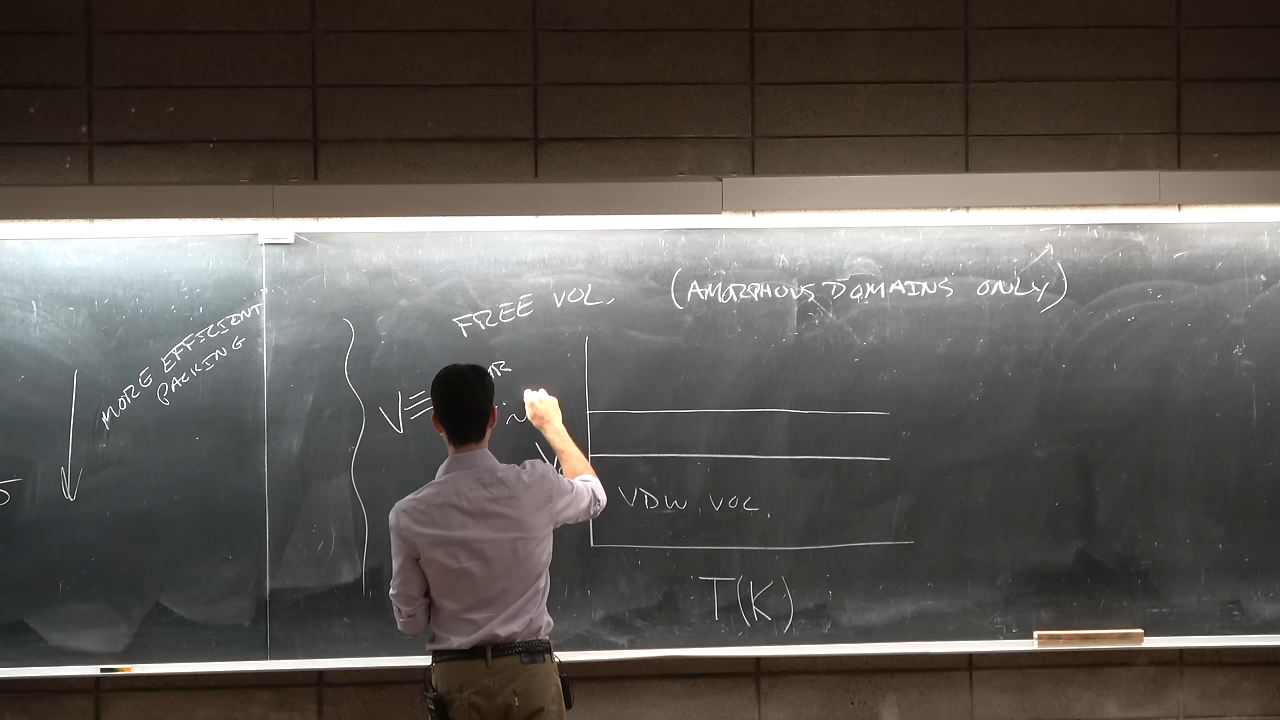 MORE EFFICIENT
PACKING
FREE VOL.
(AMORPHOUS DOMAINS ONLY)
V≡
VDW. VOL.
T(K)